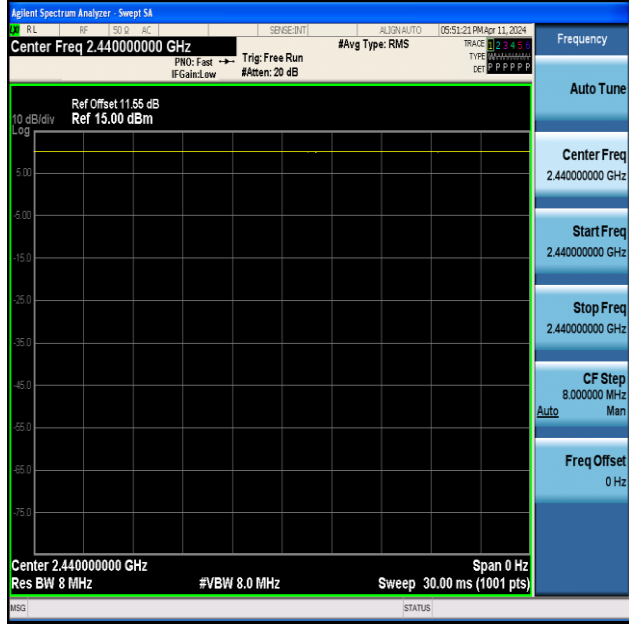 Agilent Spectrum Analyzer - Swept SA
RL RF 50 Ω AC SENSE:INT ALIGN AUTO 05:51:21 PM Apr 11, 2024
Center Freq 2.440000000 GHz #Avg Type: RMS TRACE 1 2 3 4 5 6
PNO: Fast Trig: Free Run TYPE
IFGain:Low #Atten: 20 dB DET P P P P P P
Ref Offset 11.55 dB
10 dB/div Ref 15.00 dBm
Log
5.00
-5.00
-15.0
-25.0
-35.0
-45.0
-55.0
-65.0
-75.0
Center 2.440000000 GHz Span 0 Hz
Res BW 8 MHz #VBW 8.0 MHz Sweep 30.00 ms (1001 pts)
MSG STATUS
Frequency
Auto Tune
Center Freq
2.440000000 GHz
Start Freq
2.440000000 GHz
Stop Freq
2.440000000 GHz
CF Step
8.000000 MHz
Auto Man
Freq Offset
0 Hz